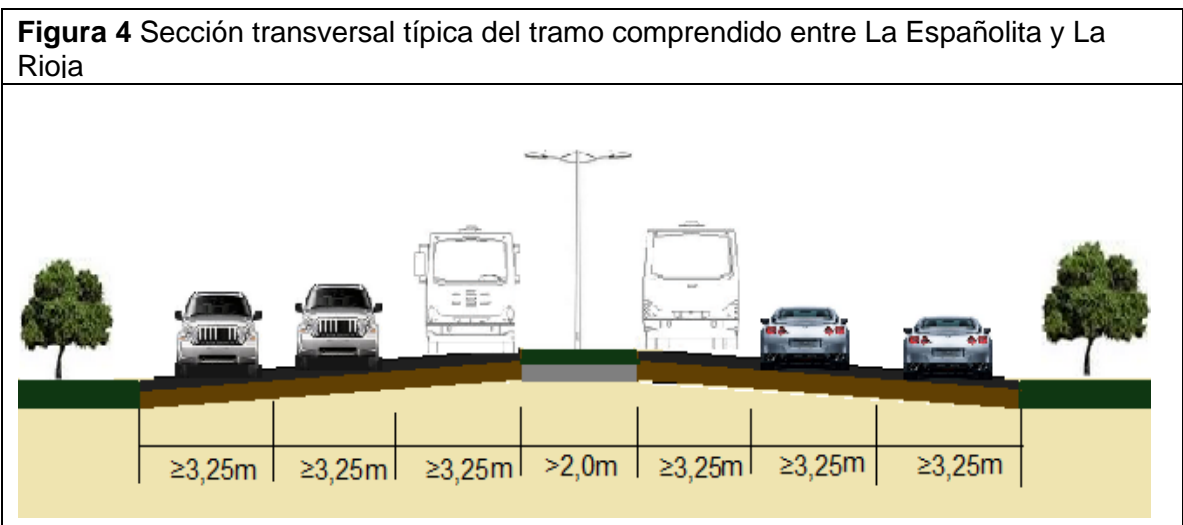 Figura 4 Sección transversal típica del tramo comprendido entre La Españolita y La
Rioja
≥3,25m ≥3,25m ≥3,25m >2,0m ≥3,25m ≥3,25m ≥3,25m